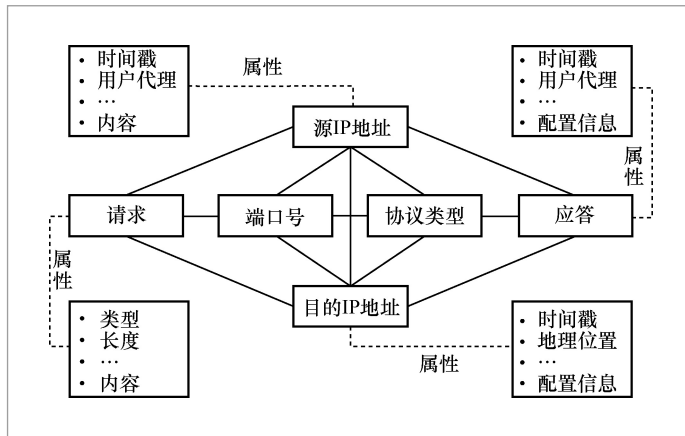 • 时间戳
• 用户代理
• …
• 内容
属性
• 时间戳
• 用户代理
• …
• 配置信息
源IP地址
属性
请求
端口号
协议类型
应答
属性
目的IP地址
• 类型
• 长度
• …
• 内容
属性
• 时间戳
• 地理位置
• …
• 配置信息